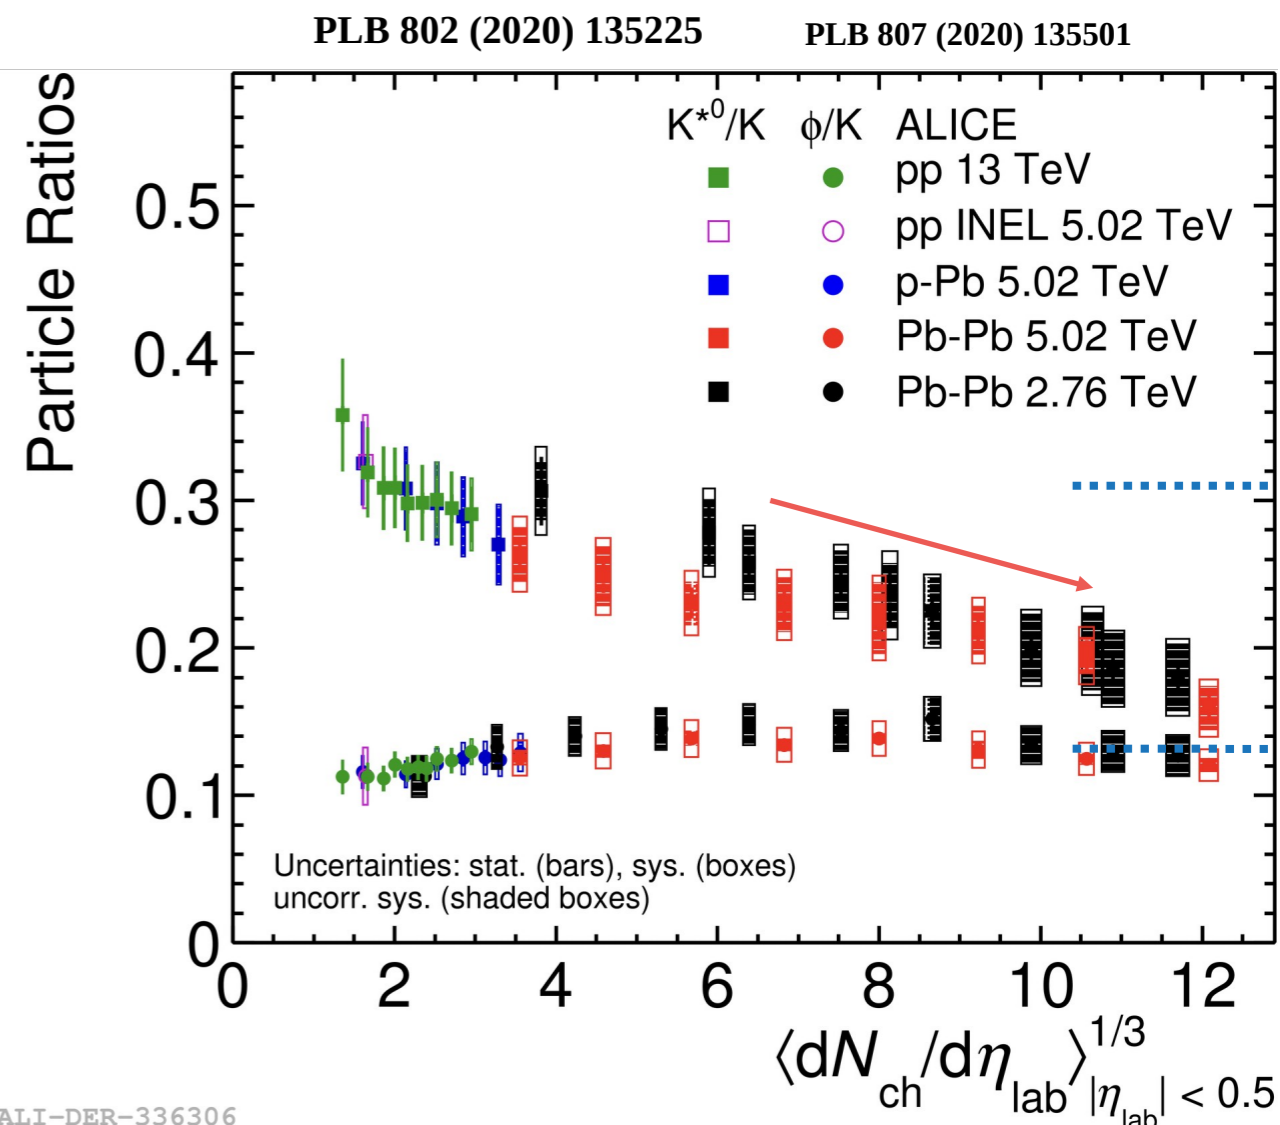 PLB 802 (2020) 135225 PLB 807 (2020) 135501
Particle Ratios
K*⁰/K ϕ/K ALICE
pp 13 TeV
pp INEL 5.02 TeV
p-Pb 5.02 TeV
Pb-Pb 5.02 TeV
Pb-Pb 2.76 TeV
0.5
0.4
0.3
0.2
0.1
0
Uncertainties: stat. (bars), sys. (boxes)
uncorr. sys. (shaded boxes)
0 2 4 6 8 10 12
⟨dN_ch/dη_lab⟩^1/3 |η_lab| < 0.5
ALI-DER-336306